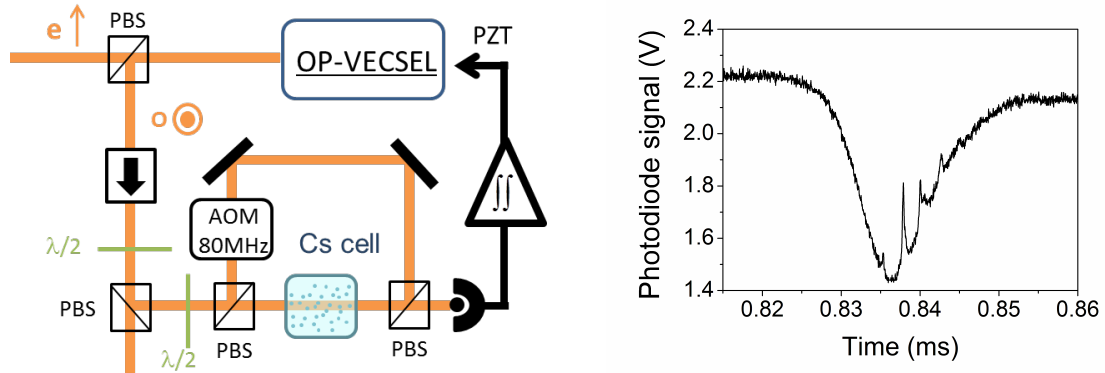 e
PBS
OP-VECSEL
PZT
o
AOM
80MHz
Cs cell
∬
λ/2
PBS
λ/2
PBS
PBS
Photodiode signal (V)
2.4
2.2
2.0
1.8
1.6
1.4
0.82 0.83 0.84 0.85 0.86
Time (ms)